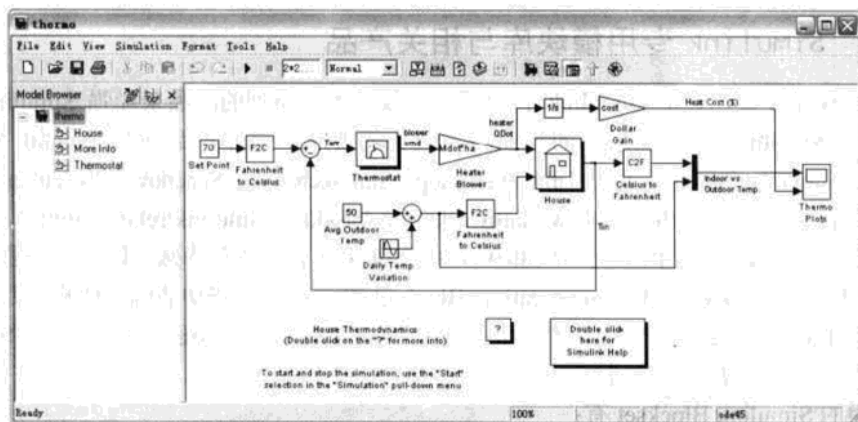 thermo
File Edit View Simulation Format Tools Help
2*2... Normal
Model Browser
thermo
House
More Info
Thermostat
1/s
cost
Heat Cost ($)
Dollar
Gain
heater
QDot
70
Set Point
F2C
Fahrenheit
to Celsius
Terr
Thermostat
blower
cmd
Mdot*ha
Heater
Blower
House
C2F
Celsius to
Fahrenheit
Indoor vs
Outdoor Temp.
Thermo
Plots
50
Avg Outdoor
Temp
F2C
Fahrenheit
to Celsius
Tin
Daily Temp
Variation
House Thermodynamics
(Double click on the "?" for more info)
?
Double click
here for
Simulink Help
To start and stop the simulation, use the "Start"
selection in the "Simulation" pull-down menu
Ready 100% ode45